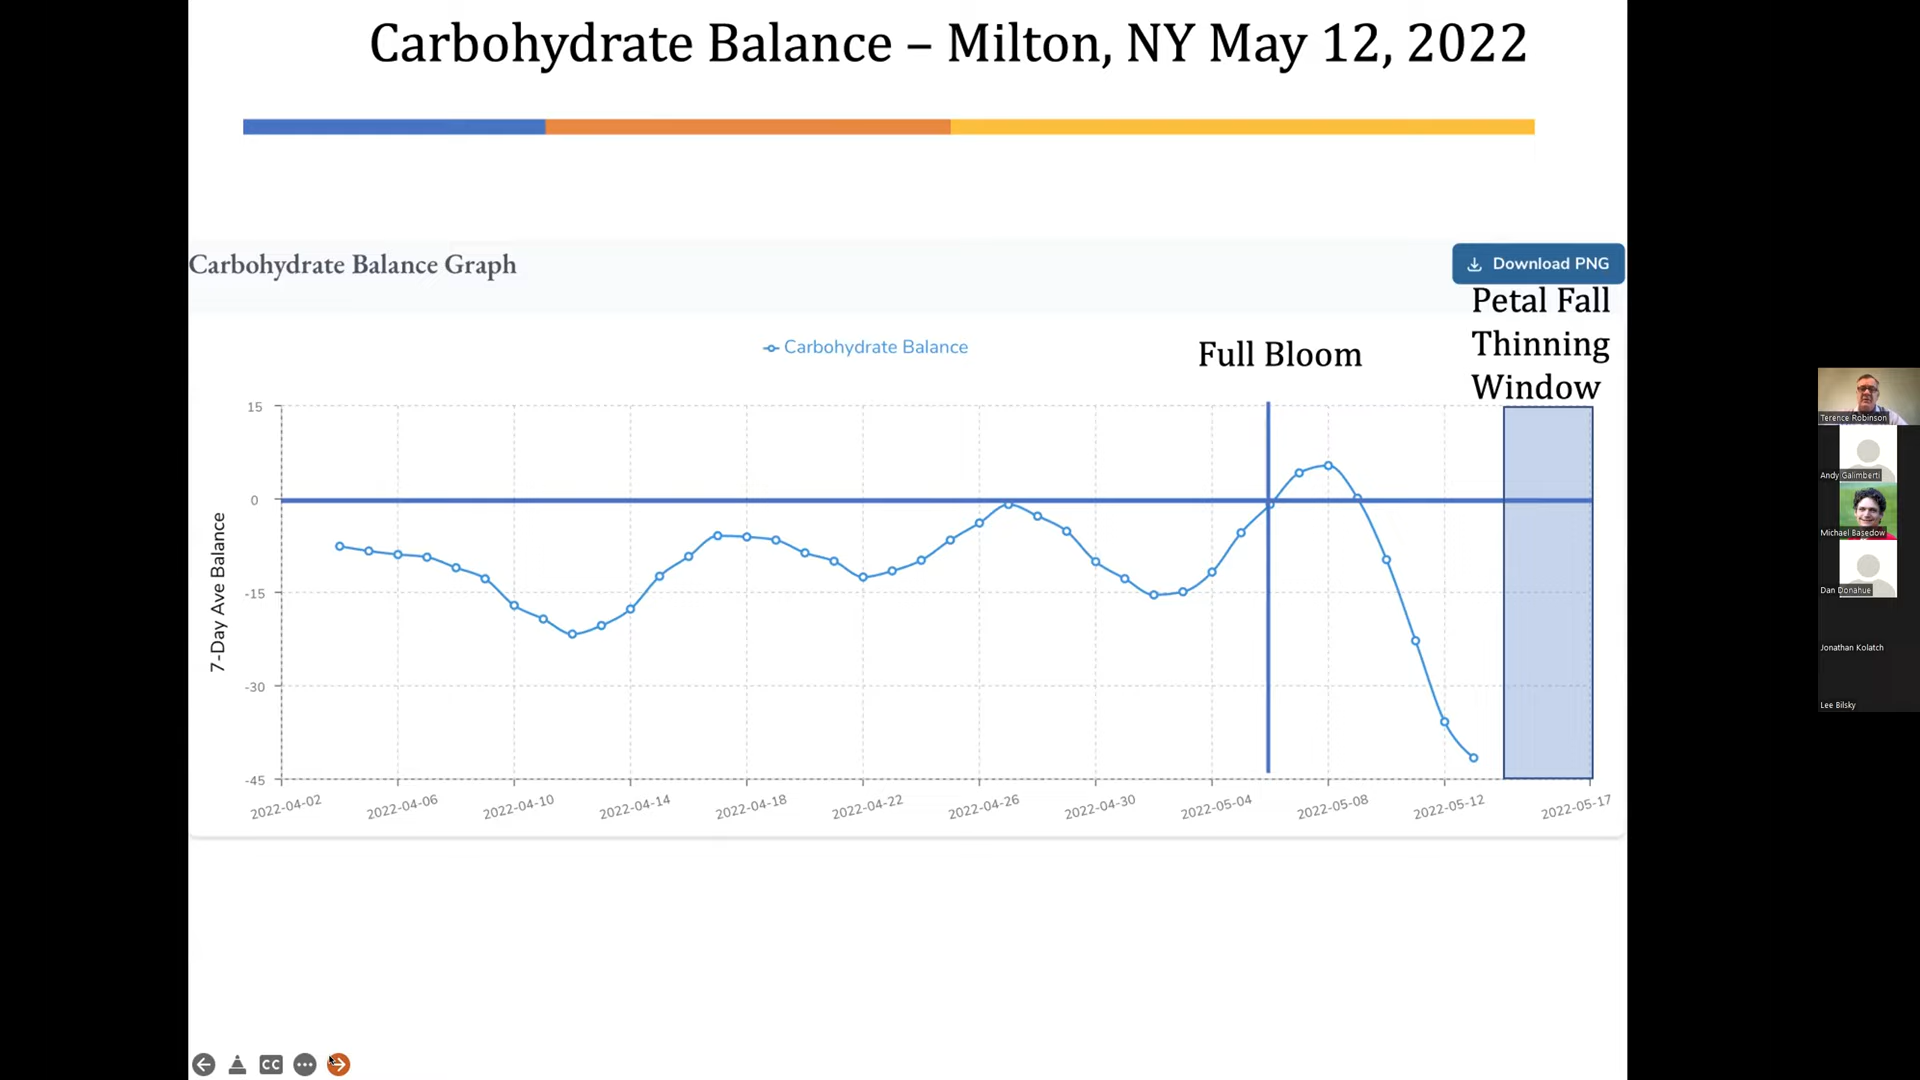 Carbohydrate Balance – Milton, NY May 12, 2022
Carbohydrate Balance Graph
Download PNG
Petal Fall
Thinning
Window
Carbohydrate Balance
Full Bloom
7-Day Ave Balance
15
0
-15
-30
-45
2022-04-02
2022-04-06
2022-04-10
2022-04-14
2022-04-18
2022-04-22
2022-04-26
2022-04-30
2022-05-04
2022-05-08
2022-05-12
2022-05-17
Terence Robinson
Andy Galimberti
Michael Basedow
Dan Donahue
Jonathan Kolatch
Lee Bilsky
CC